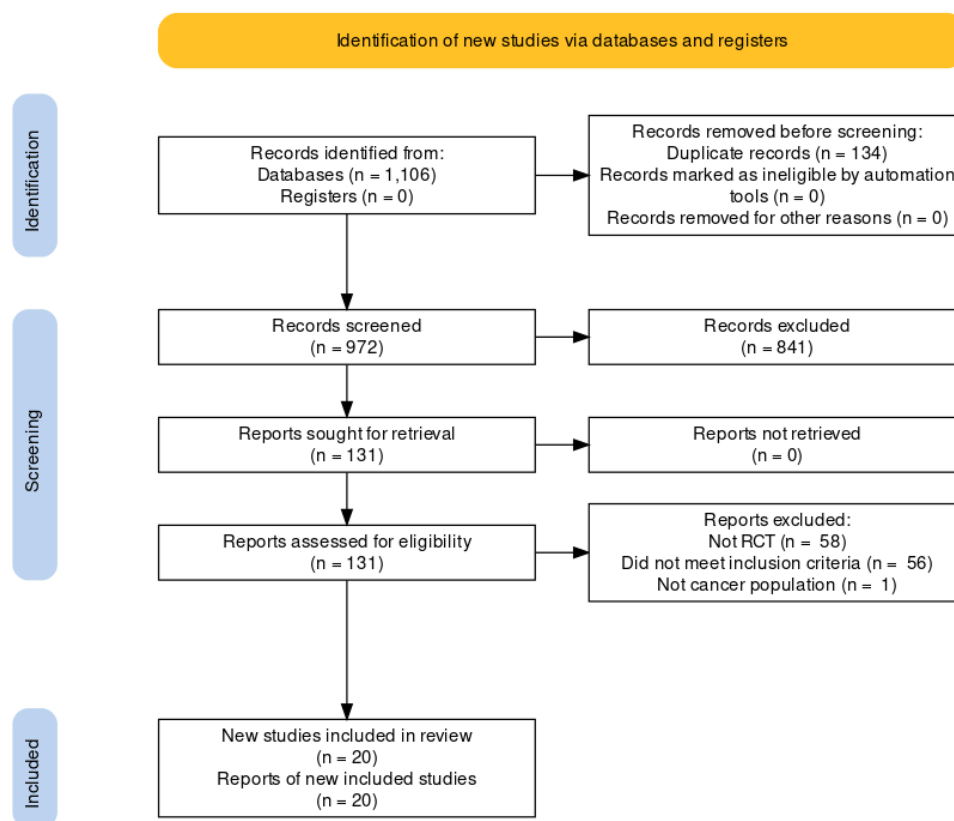 Identification of new studies via databases and registers
Identification
Records identified from:
Databases (n = 1,106)
Registers (n = 0)
Records removed before screening:
Duplicate records (n = 134)
Records marked as ineligible by automation
tools (n = 0)
Records removed for other reasons (n = 0)
Screening
Records screened
(n = 972)
Records excluded
(n = 841)
Reports sought for retrieval
(n = 131)
Reports not retrieved
(n = 0)
Reports assessed for eligibility
(n = 131)
Reports excluded:
Not RCT (n =  58)
Did not meet inclusion criteria (n =  56)
Not cancer population (n =  1)
Included
New studies included in review
(n = 20)
Reports of new included studies
(n = 20)